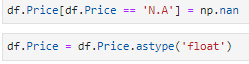 df.Price[df.Price == 'N.A'] = np.nan
df.Price = df.Price.astype('float')